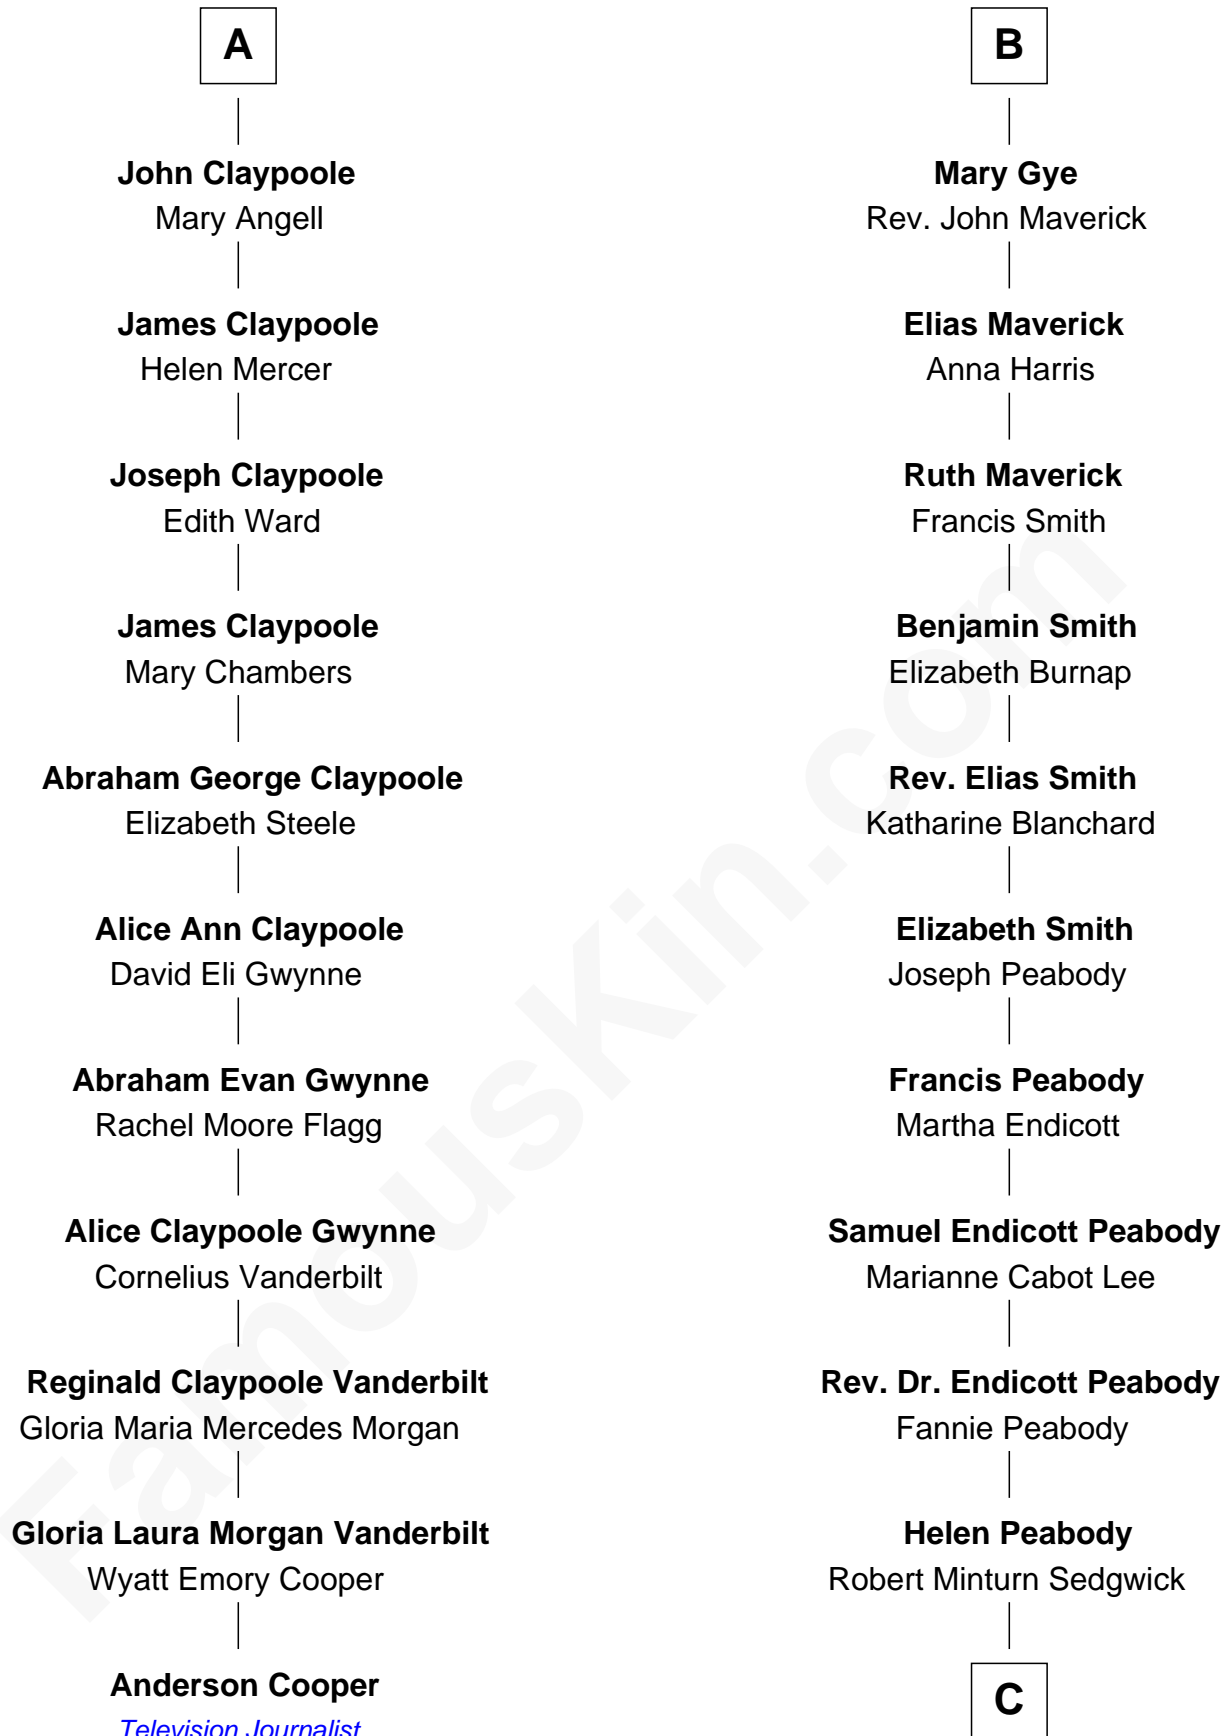 A
John Claypoole
Mary Angell
James Claypoole
Helen Mercer
Joseph Claypoole
Edith Ward
James Claypoole
Mary Chambers
Abraham George Claypoole
Elizabeth Steele
Alice Ann Claypoole
David Eli Gwynne
Abraham Evan Gwynne
Rachel Moore Flagg
Alice Claypoole Gwynne
Cornelius Vanderbilt
Reginald Claypoole Vanderbilt
Gloria Maria Mercedes Morgan
Gloria Laura Morgan Vanderbilt
Wyatt Emory Cooper
Anderson Cooper
Television Journalist
B
Mary Gye
Rev. John Maverick
Elias Maverick
Anna Harris
Ruth Maverick
Francis Smith
Benjamin Smith
Elizabeth Burnap
Rev. Elias Smith
Katharine Blanchard
Elizabeth Smith
Joseph Peabody
Francis Peabody
Martha Endicott
Samuel Endicott Peabody
Marianne Cabot Lee
Rev. Dr. Endicott Peabody
Fannie Peabody
Helen Peabody
Robert Minturn Sedgwick
C
FamousKin.com